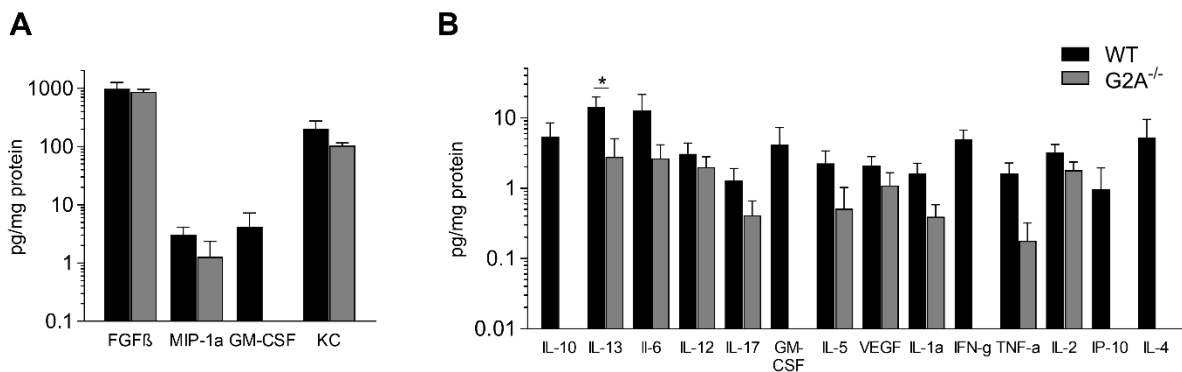 A
pg/mg protein
1000
100
10
1
0.1
FGFß MIP-1a GM-CSF KC
B
WT
G2A-/-
pg/mg protein
10
1
0.1
0.01
*
IL-10 IL-13 Il-6 IL-12 IL-17 GM-CSF IL-5 VEGF IL-1a IFN-g TNF-a IL-2 IP-10 IL-4